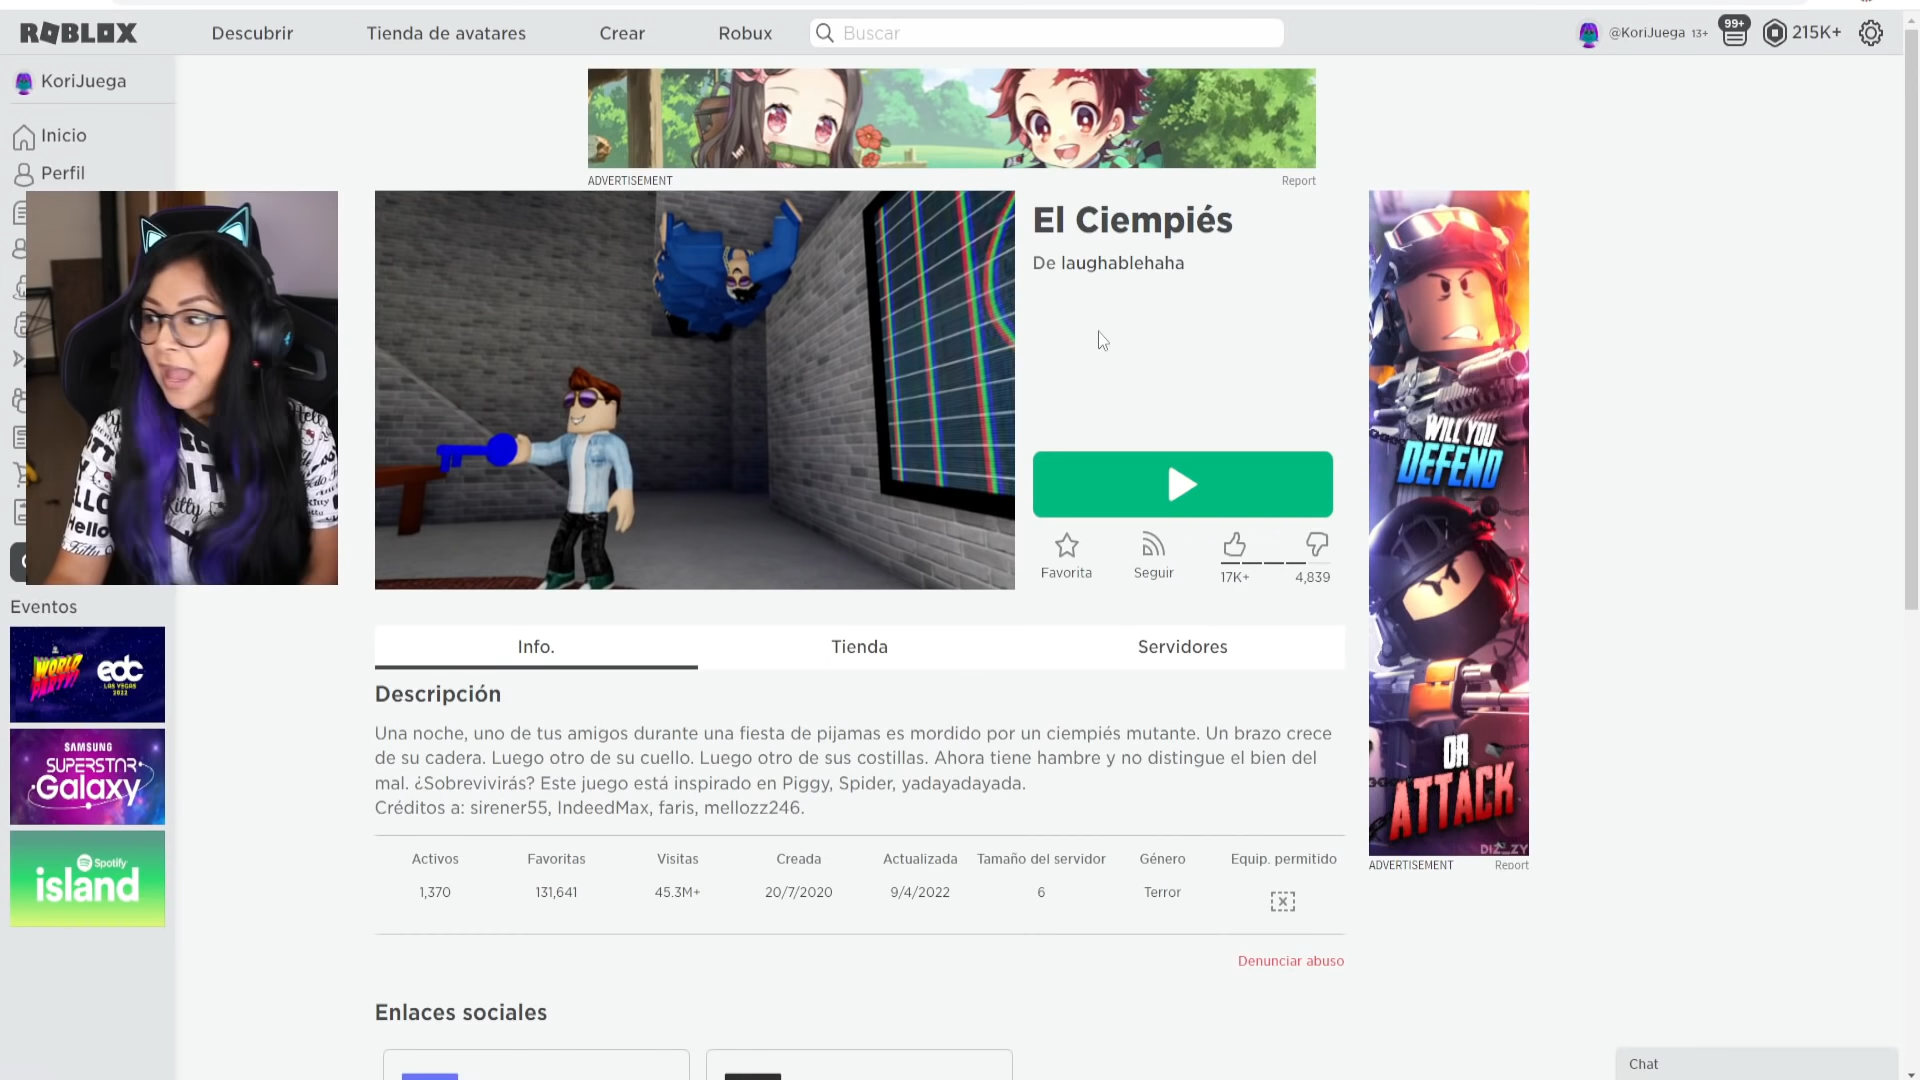 ROBLOX
Descubrir
Tienda de avatares
Crear
Robux
Buscar
@KoriJuega 13+
99+
215K+
KoriJuega
Inicio
Perfil
ADVERTISEMENT
Report
El Ciempiés
De laughablehaha
Favorita
Seguir
17K+
4,839
WILL YOU
DEFEND
OR
ATTACK
DIZ_ZY
ADVERTISEMENT
Report
Eventos
WORLD
PARTY!
edc
LAS VEGAS
2022
SAMSUNG
SUPERSTAR
Galaxy
Spotify
island
Info.
Tienda
Servidores
Descripción
Una noche, uno de tus amigos durante una fiesta de pijamas es mordido por un ciempiés mutante. Un brazo crece
de su cadera. Luego otro de su cuello. Luego otro de sus costillas. Ahora tiene hambre y no distingue el bien del
mal. ¿Sobrevivirás? Este juego está inspirado en Piggy, Spider, yadayadayada.
Créditos a: sirener55, IndeedMax, faris, mellozz246.
Activos
Favoritas
Visitas
Creada
Actualizada
Tamaño del servidor
Género
Equip. permitido
1,370
131,641
45.3M+
20/7/2020
9/4/2022
6
Terror
Denunciar abuso
Enlaces sociales
Chat